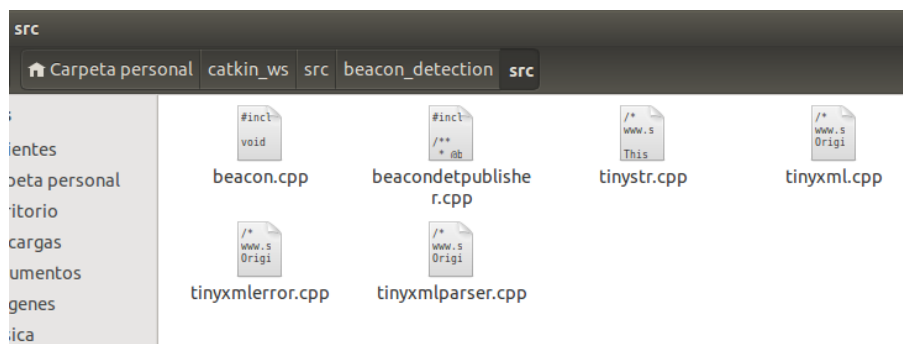 src
Carpeta personal catkin_ws src beacon_detection src
#incl
void
beacon.cpp
#incl
/**
* @b
beacondetpublishe
r.cpp
/*
www.s
This
tinystr.cpp
/*
www.s
Origi
tinyxml.cpp
/*
www.s
Origi
tinyxmlerror.cpp
/*
www.s
Origi
tinyxmlparser.cpp
ientes
peta personal
ritorio
cargas
umentos
genes
sica